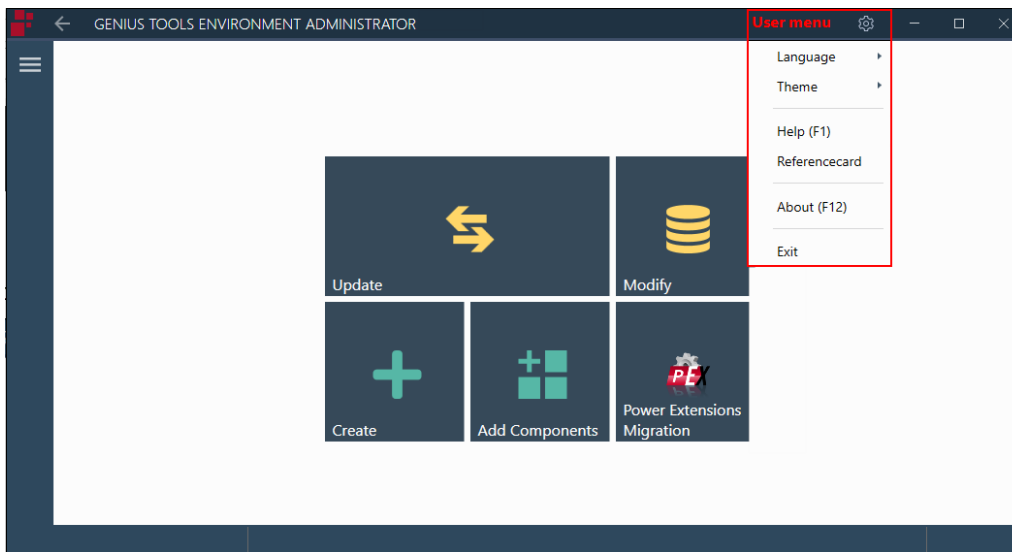 GENIUS TOOLS ENVIRONMENT ADMINISTRATOR
User menu
Language
Theme
Help (F1)
Referencecard
About (F12)
Exit
Update
Modify
Create
Add Components
PEX
Power Extensions
Migration